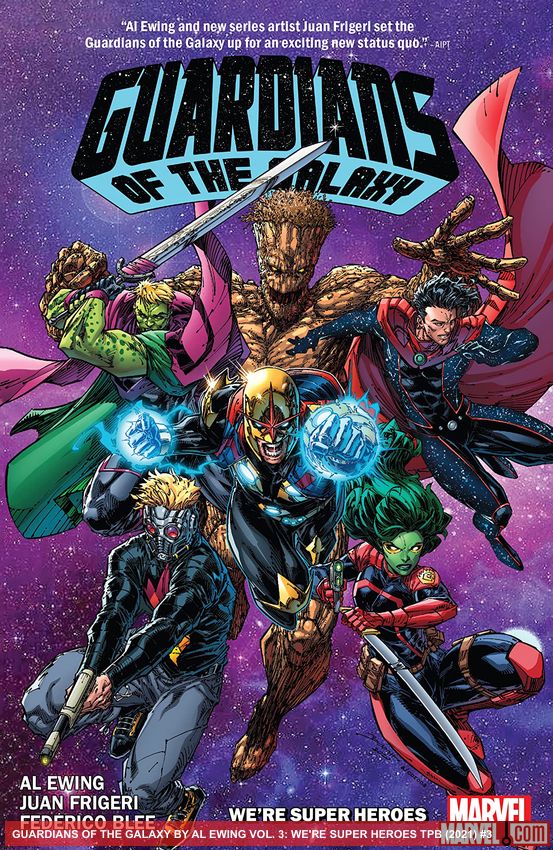 “Al Ewing and new series artist Juan Frigeri set the
Guardians of the Galaxy up for an exciting new status quo.” - AIPT
GUARDIANS
OF THE GALAXY
AL EWING
JUAN FRIGERI
FEDERICO BLEE
WE'RE SUPER HEROES
MARVEL
GUARDIANS OF THE GALAXY BY AL EWING VOL. 3: WE'RE SUPER HEROES TPB (2021) #3
MARVEL.COM